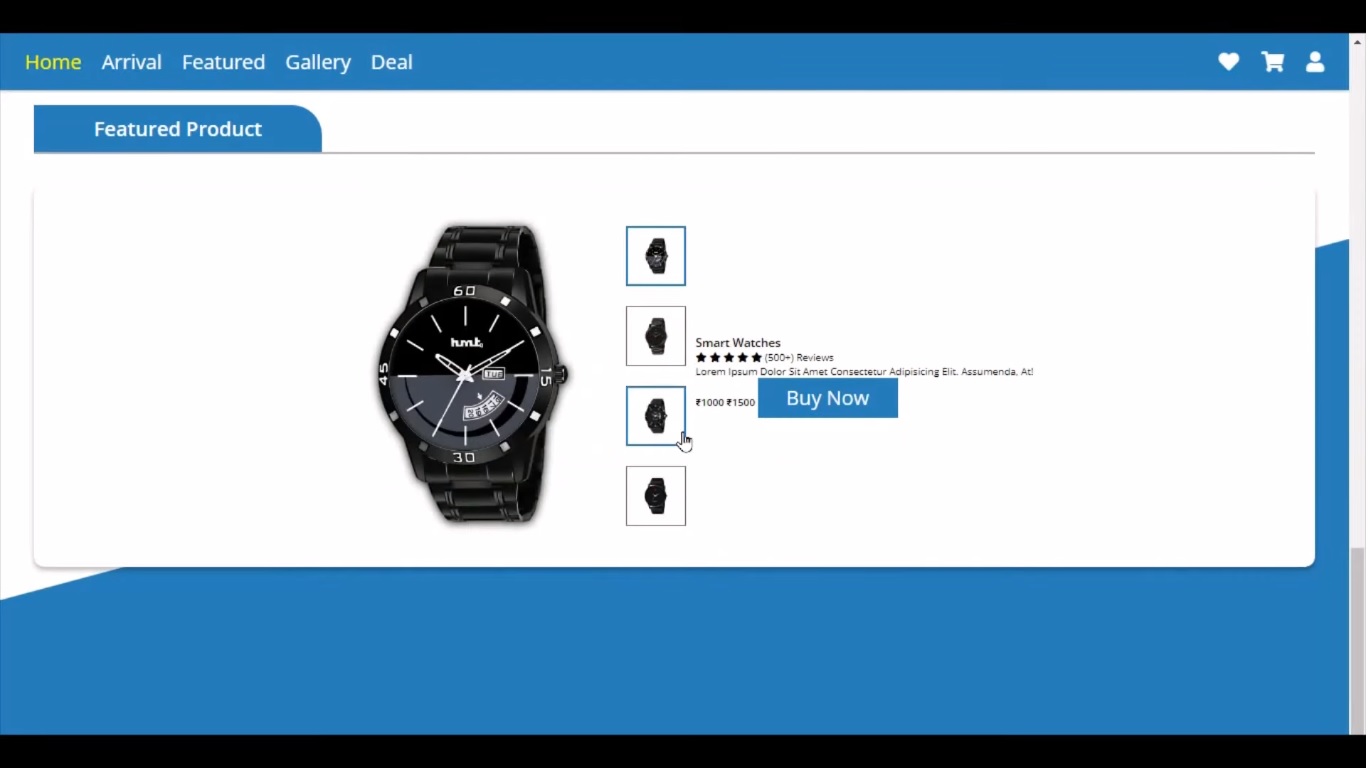 Home Arrival Featured Gallery Deal
Featured Product
60
hmt
45
TUE
15
30
Smart Watches
(500+) Reviews
Lorem Ipsum Dolor Sit Amet Consectetur Adipisicing Elit. Assumenda, At!
₹1000 ₹1500 Buy Now